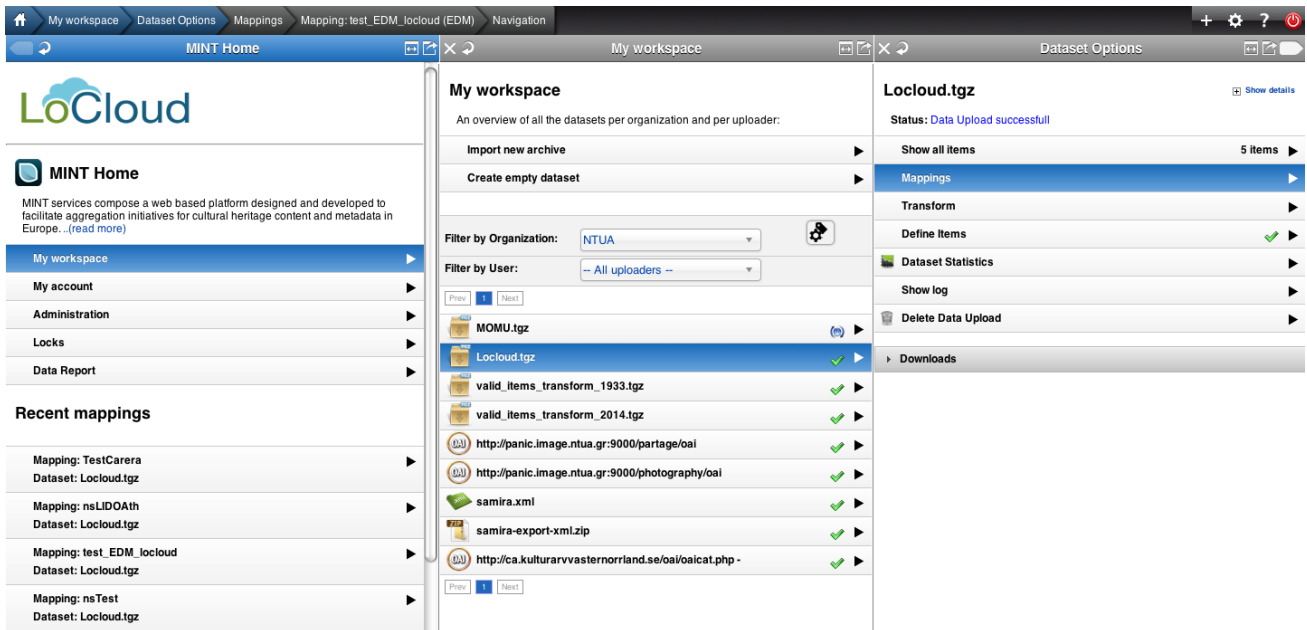 My workspace
Dataset Options
Mappings
Mapping: test_EDM_locloud (EDM)
Navigation
MINT Home
LoCloud
MINT Home
MINT services compose a web based platform designed and developed to
facilitate aggregation initiatives for cultural heritage content and metadata in
Europe. ..(read more)
My workspace
My account
Administration
Locks
Data Report
Recent mappings
Mapping: TestCarera
Dataset: Locloud.tgz
Mapping: nsLIDOAth
Dataset: Locloud.tgz
Mapping: test_EDM_locloud
Dataset: Locloud.tgz
Mapping: nsTest
Dataset: Locloud.tgz
My workspace
My workspace
An overview of all the datasets per organization and per uploader:
Import new archive
Create empty dataset
Filter by Organization: NTUA
Filter by User: -- All uploaders --
Prev 1 Next
MOMU.tgz
Locloud.tgz
valid_items_transform_1933.tgz
valid_items_transform_2014.tgz
OAI http://panic.image.ntua.gr:9000/partage/oai
OAI http://panic.image.ntua.gr:9000/photography/oai
samira.xml
ZIP samira-export-xml.zip
OAI http://ca.kulturarvvasternorrland.se/oai/oaicat.php -
Prev 1 Next
Dataset Options
Locloud.tgz
Show details
Status: Data Upload successfull
Show all items 5 items
Mappings
Transform
Define Items
Dataset Statistics
Show log
Delete Data Upload
Downloads